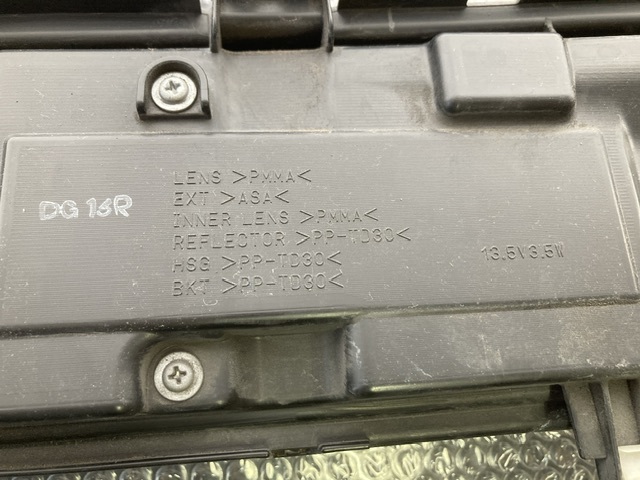 LENS >PMMA<
EXT >ASA<
INNER LENS >PMMA<
REFLECTOR >PP-TD30<
HSG >PP-TD30<
BKT >PP-TD30<
DG 16R
13.5V3.5W